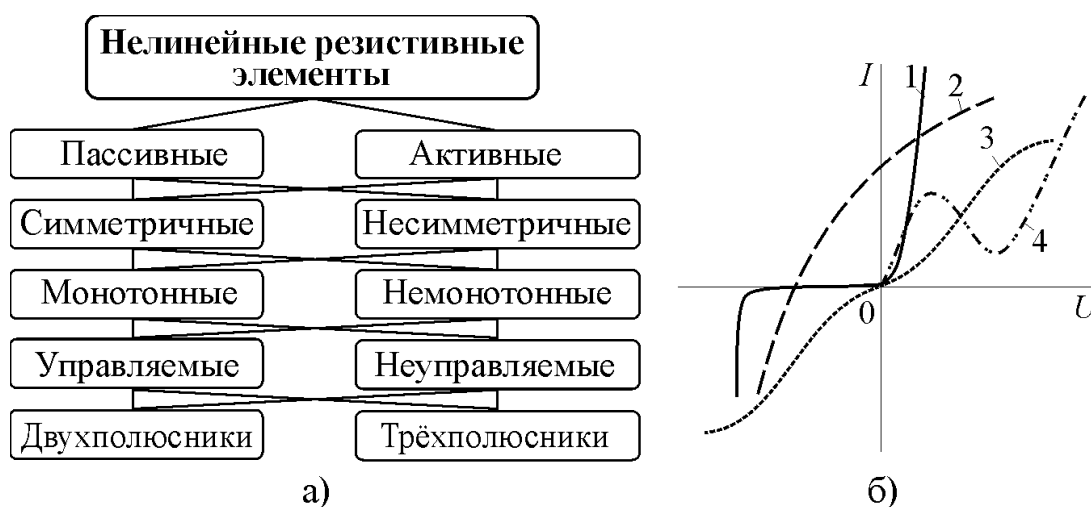 Нелинейные резистивные
элементы
Пассивные
Активные
Симметричные
Несимметричные
Монотонные
Немонотонные
Управляемые
Неуправляемые
Двухполюсники
Трёхполюсники
а)
I
1
2
3
4
0
U
б)